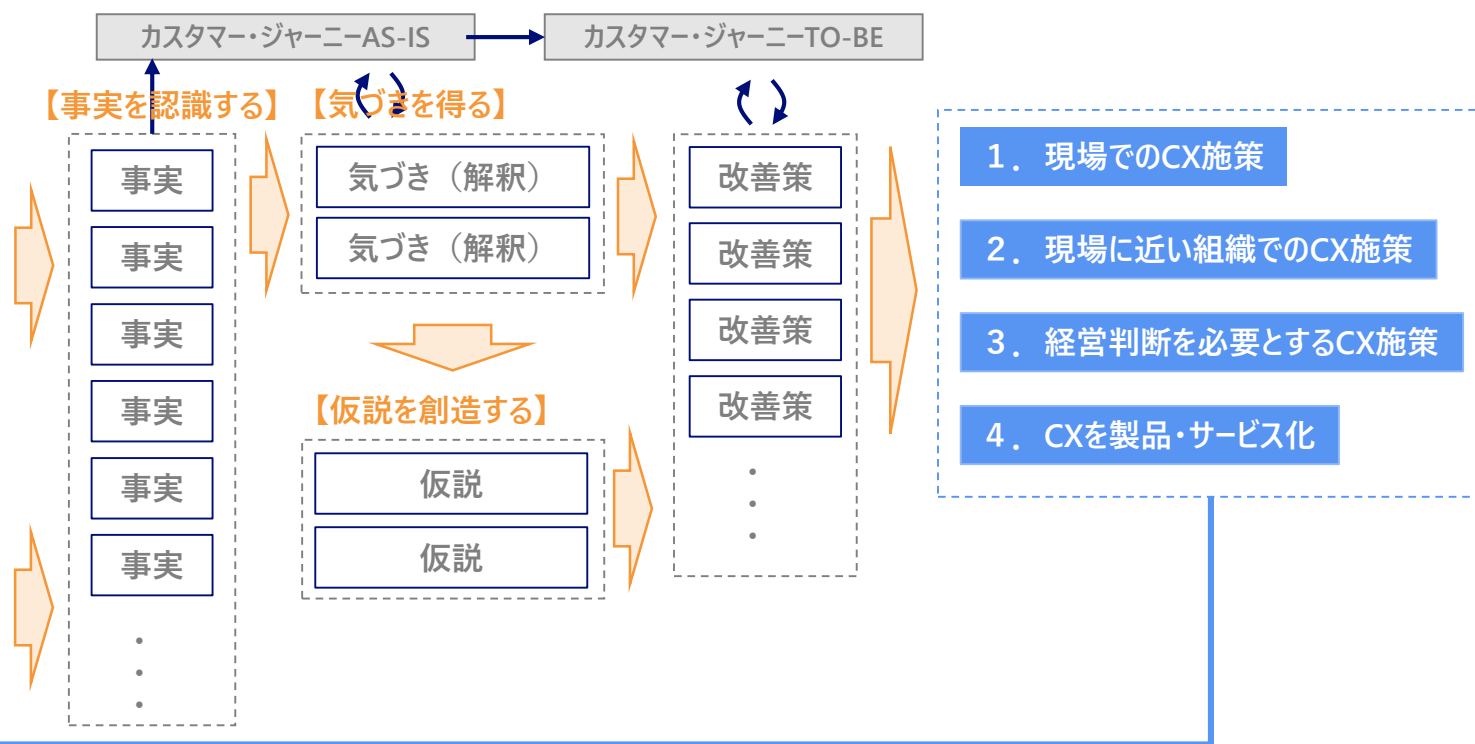 カスタマー・ジャーニーAS-IS
カスタマー・ジャーニーTO-BE
【事実を認識する】
【気づきを得る】
事実
事実
事実
事実
事実
事実
・
・
・
気づき（解釈）
気づき（解釈）
【仮説を創造する】
仮説
仮説
改善策
改善策
改善策
改善策
・
・
・
１． 現場でのCX施策
２． 現場に近い組織でのCX施策
３． 経営判断を必要とするCX施策
４． CXを製品・サービス化